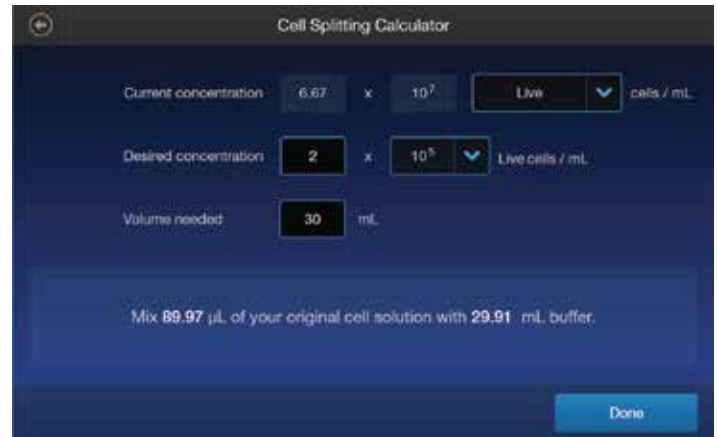 Cell Splitting Calculator
Current concentration 6.67 x 10⁷ Live cells / mL
Desired concentration 2 x 10⁵ Live cells / mL
Volume needed 30 mL
Mix 89.97 µL of your original cell solution with 29.91 mL buffer.
Done